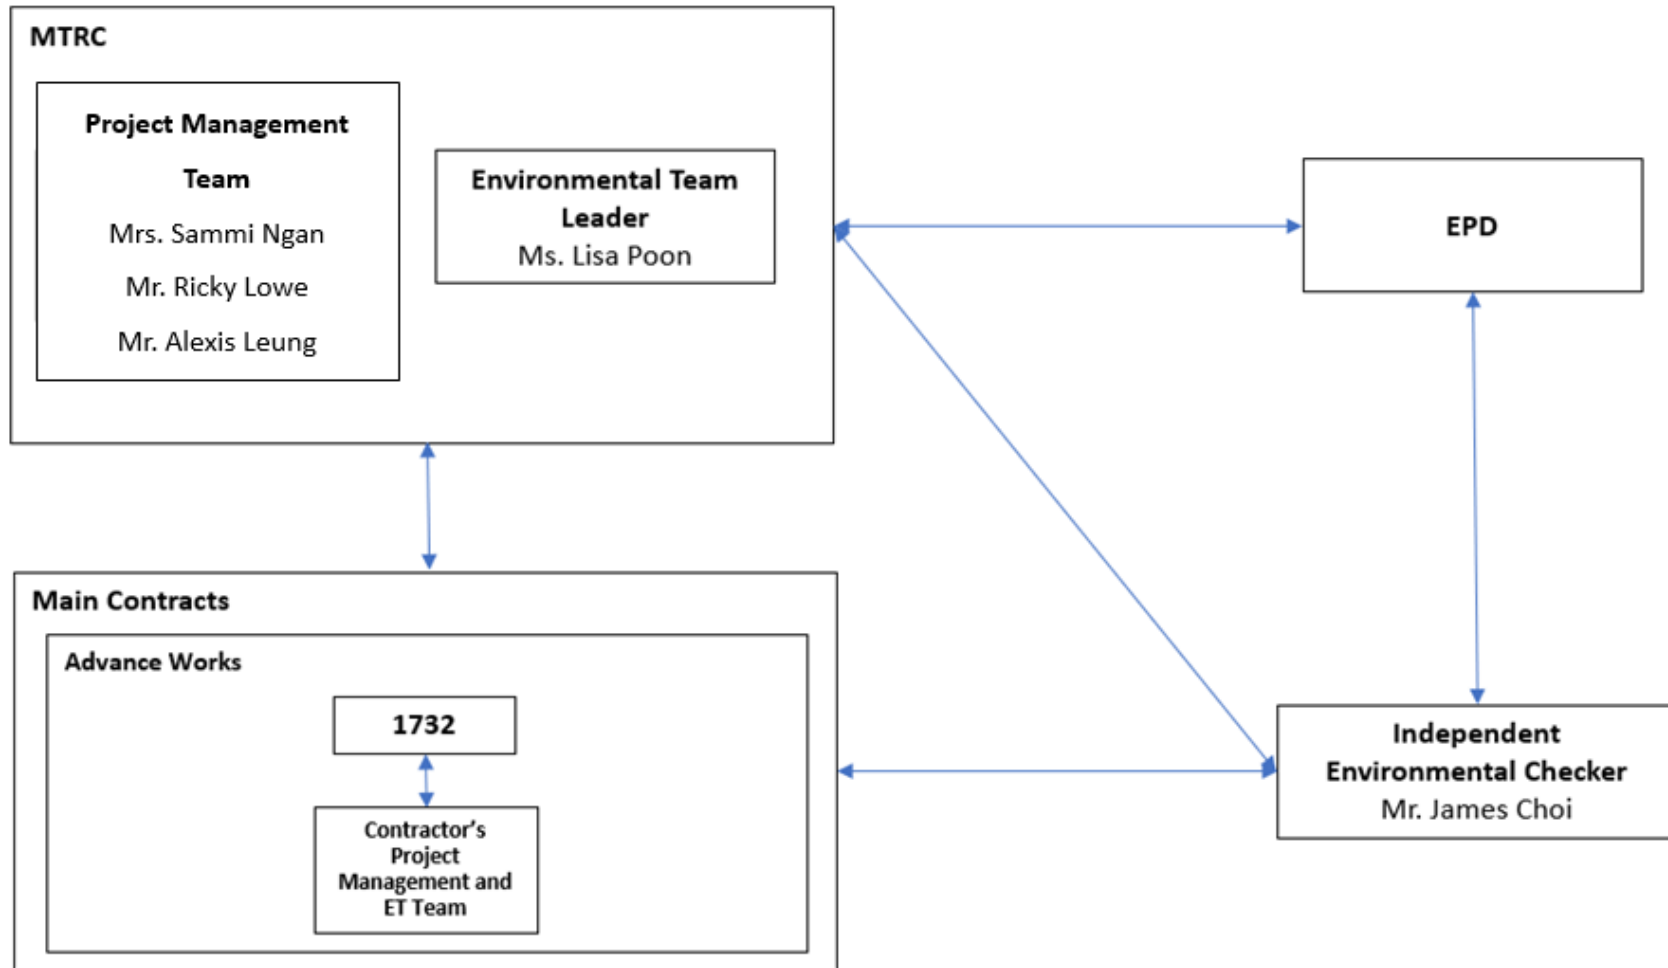 MTRC
Project Management
Team
Mrs. Sammi Ngan
Mr. Ricky Lowe
Mr. Alexis Leung
Environmental Team
Leader
Ms. Lisa Poon
EPD
Main Contracts
Advance Works
1732
Contractor's
Project
Management and
ET Team
Independent
Environmental Checker
Mr. James Choi